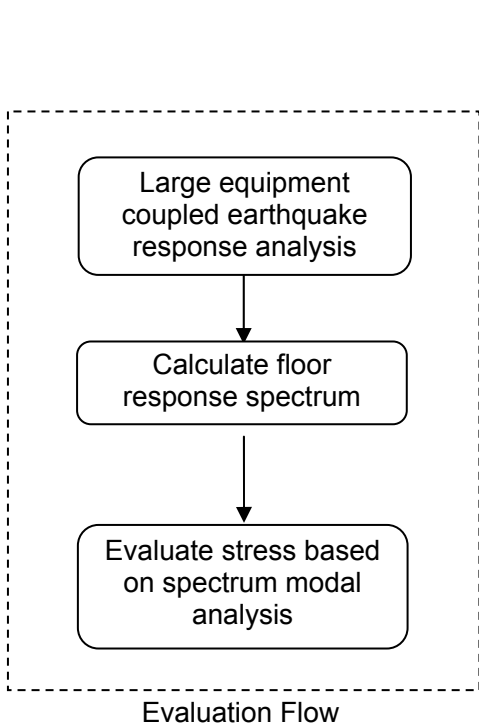 Large equipment
coupled earthquake
response analysis
Calculate floor
response spectrum
Evaluate stress based
on spectrum modal
analysis
Evaluation Flow